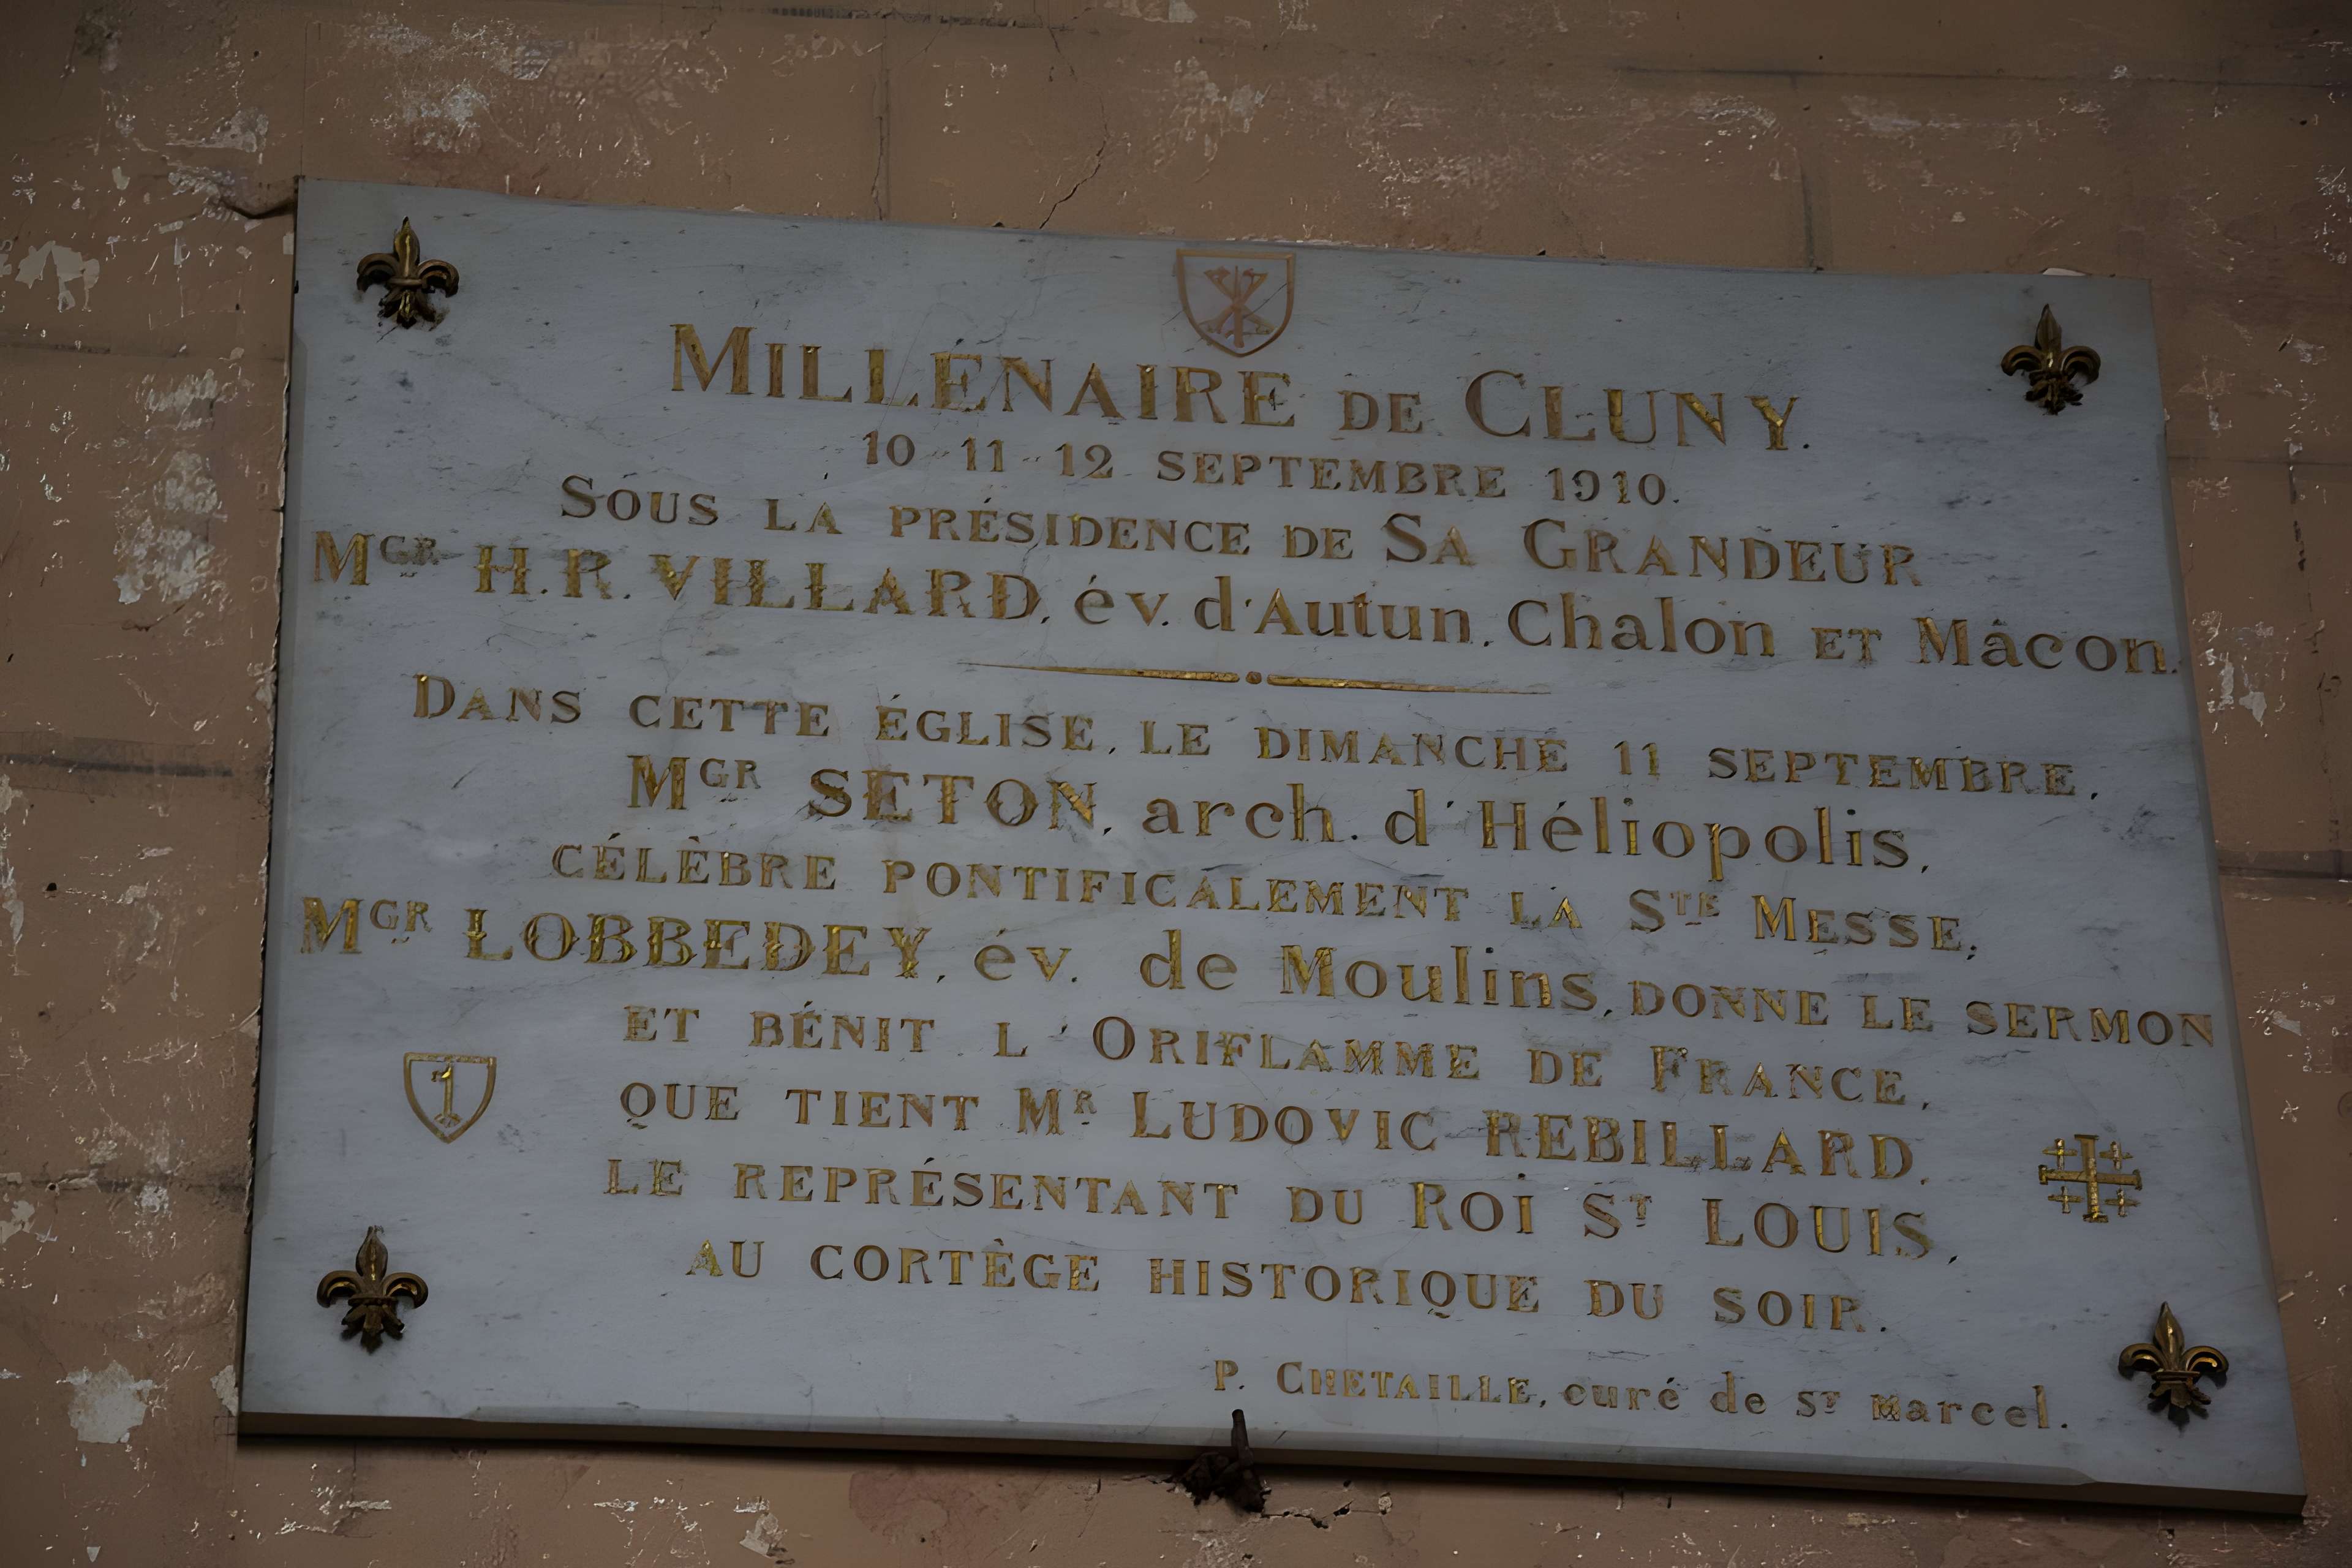 MILLÉNAIRE DE CLUNY.
10-11-12 SEPTEMBRE 1910.
SOUS LA PRÉSIDENCE DE SA GRANDEUR
MGR H.R. VILLARD, év. d'Autun, Chalon ET Mâcon.
DANS CETTE ÉGLISE, LE DIMANCHE 11 SEPTEMBRE,
MGR SETON, arch. d'Héliopolis,
CÉLÈBRE PONTIFICALEMENT LA STE MESSE;
MGR LOBBEDEY, év. de Moulins, DONNE LE SERMON
ET BÉNIT L'ORIFLAMME DE FRANCE,
QUE TIENT MR LUDOVIC REBILLARD,
LE REPRÉSENTANT DU ROI ST LOUIS,
AU CORTÈGE HISTORIQUE DU SOIR.
P. CHETAILLE, curé de ST Marcel.